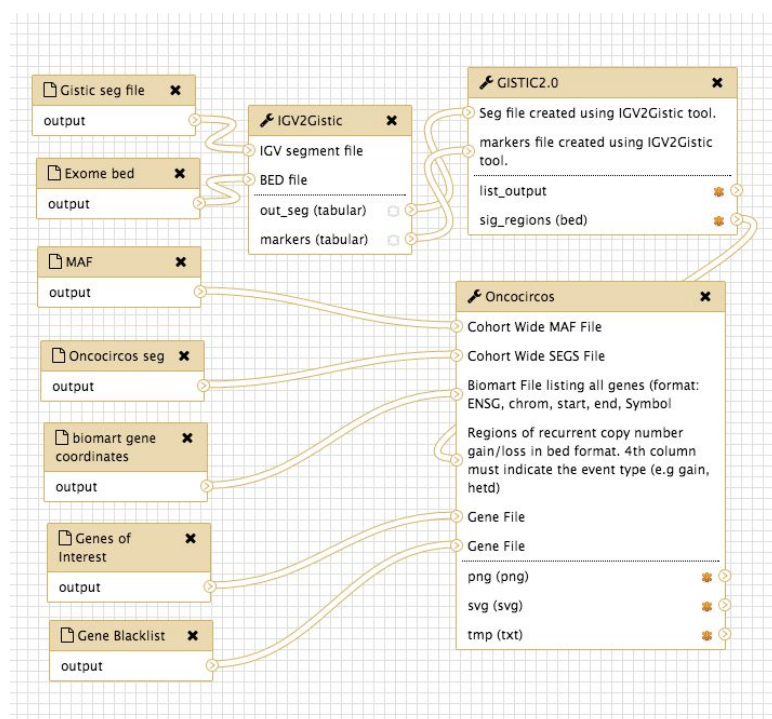 Gistic seg file
output
Exome bed
output
MAF
output
Oncocircos seg
output
biomart gene
coordinates
output
Genes of
Interest
output
Gene Blacklist
output
IGV2Gistic
IGV segment file
BED file
out_seg (tabular)
markers (tabular)
GISTIC2.0
Seg file created using IGV2Gistic tool.
markers file created using IGV2Gistic
tool.
list_output
sig_regions (bed)
Oncocircos
Cohort Wide MAF File
Cohort Wide SEGS File
Biomart File listing all genes (format:
ENSG, chrom, start, end, Symbol
Regions of recurrent copy number
gain/loss in bed format. 4th column
must indicate the event type (e.g gain,
hetd)
Gene File
Gene File
png (png)
svg (svg)
tmp (txt)